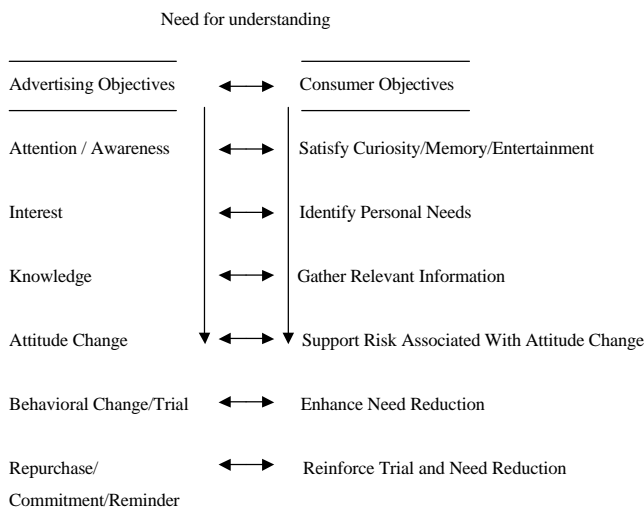 Need for understanding
Advertising Objectives Consumer Objectives
Attention / Awareness Satisfy Curiosity/Memory/Entertainment
Interest Identify Personal Needs
Knowledge Gather Relevant Information
Attitude Change Support Risk Associated With Attitude Change
Behavioral Change/Trial Enhance Need Reduction
Repurchase/ Reinforce Trial and Need Reduction
Commitment/Reminder